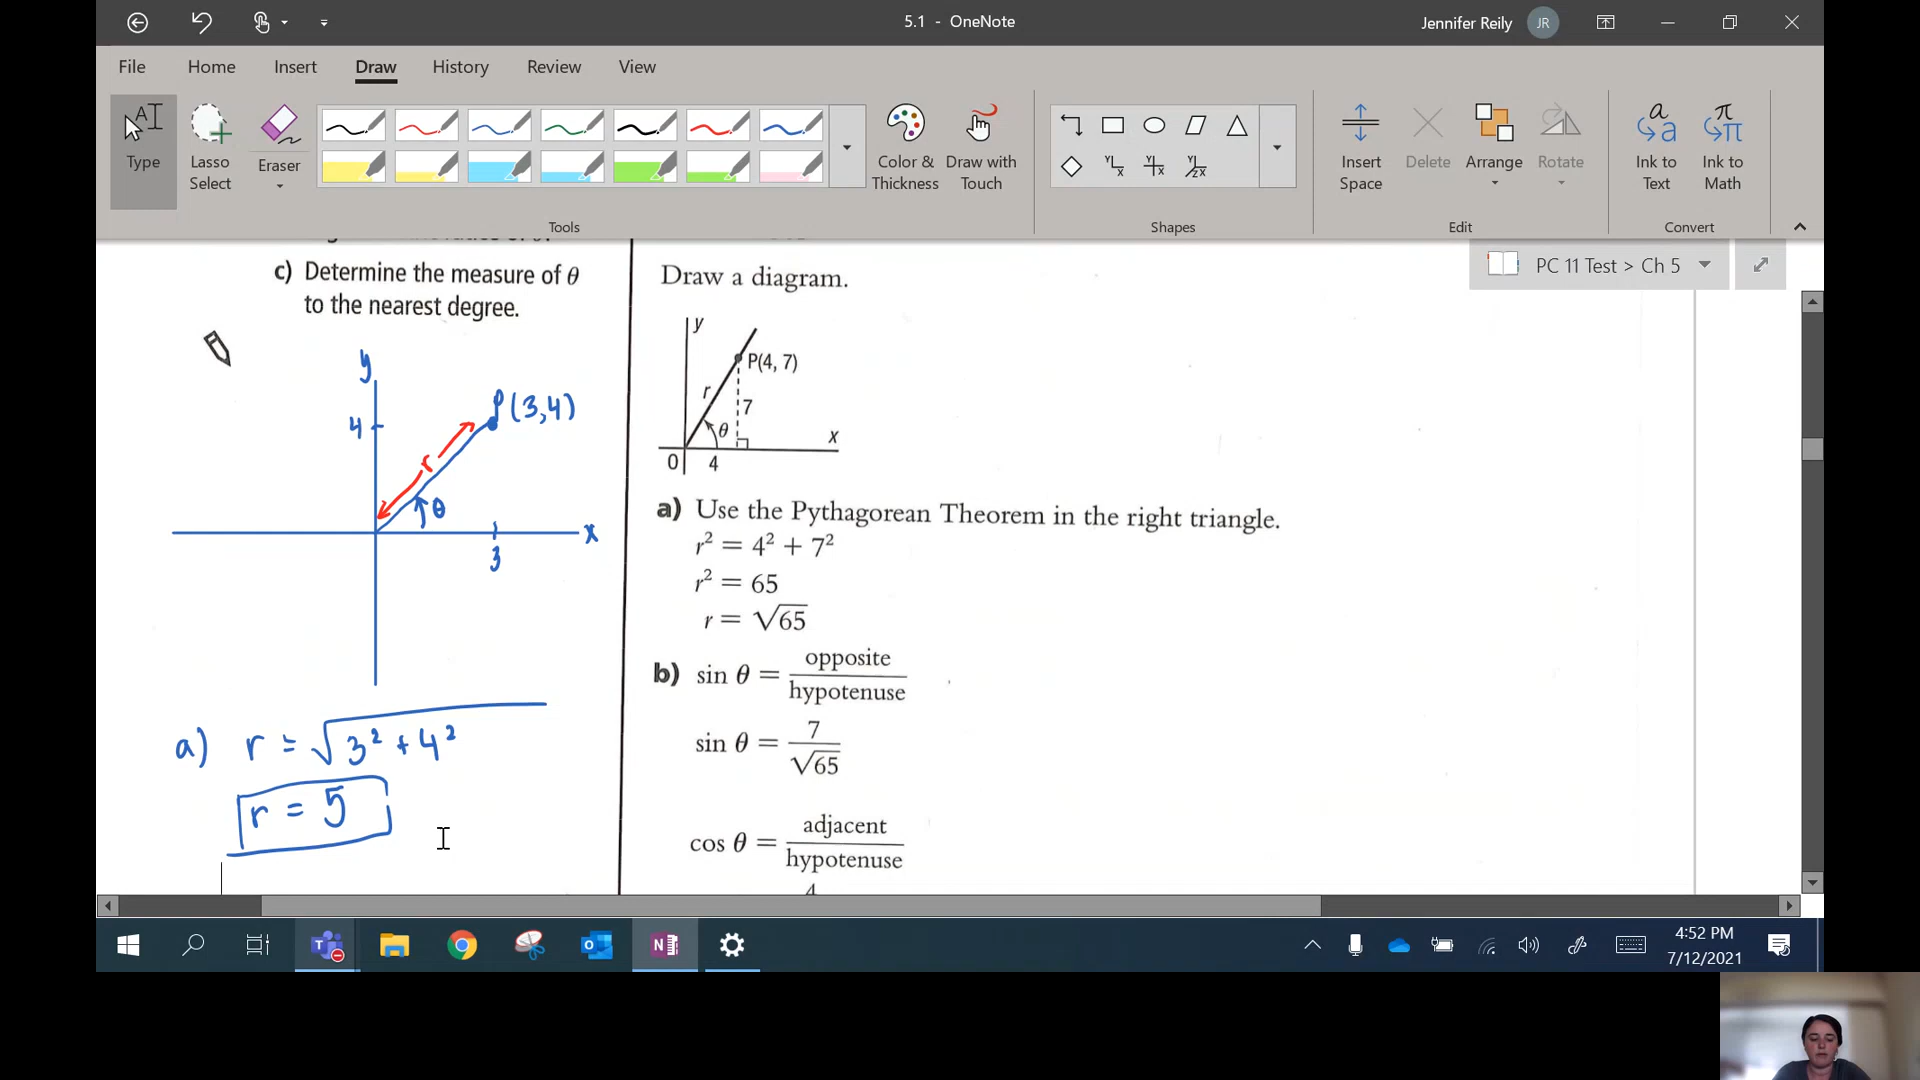 5.1 - OneNote
Jennifer Reily
JR
File Home Insert Draw History Review View
Type
Lasso Select
Eraser
Color & Thickness
Draw with Touch
Insert Space
Delete
Arrange
Rotate
Ink to Text
Ink to Math
Tools
Shapes
Edit
Convert
PC 11 Test > Ch 5
c) Determine the measure of θ
to the nearest degree.
y
4
P(3,4)
r
θ
x
3
a) r = √3² + 4²
r = 5
Draw a diagram.
y
P(4, 7)
r
7
θ
x
0
4
a) Use the Pythagorean Theorem in the right triangle.
r² = 4² + 7²
r² = 65
r = √65
b) sin θ = opposite / hypotenuse
sin θ = 7 / √65
cos θ = adjacent / hypotenuse
4
4:52 PM
7/12/2021